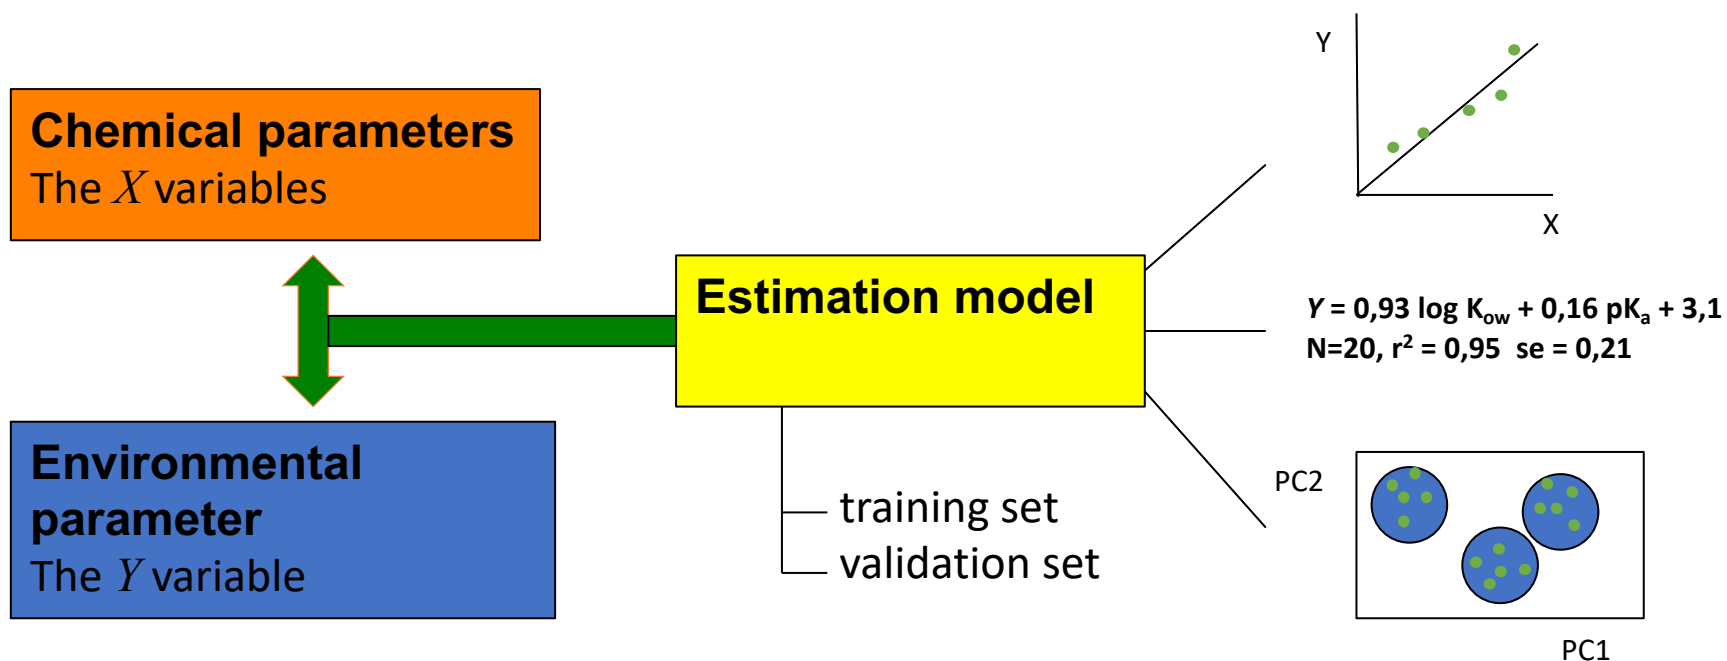 Chemical parameters
The X variables
Environmental
parameter
The Y variable
Estimation model
training set
validation set
Y
X
Y = 0,93 log Kow + 0,16 pKa + 3,1
N=20, r² = 0,95 se = 0,21
PC2
PC1